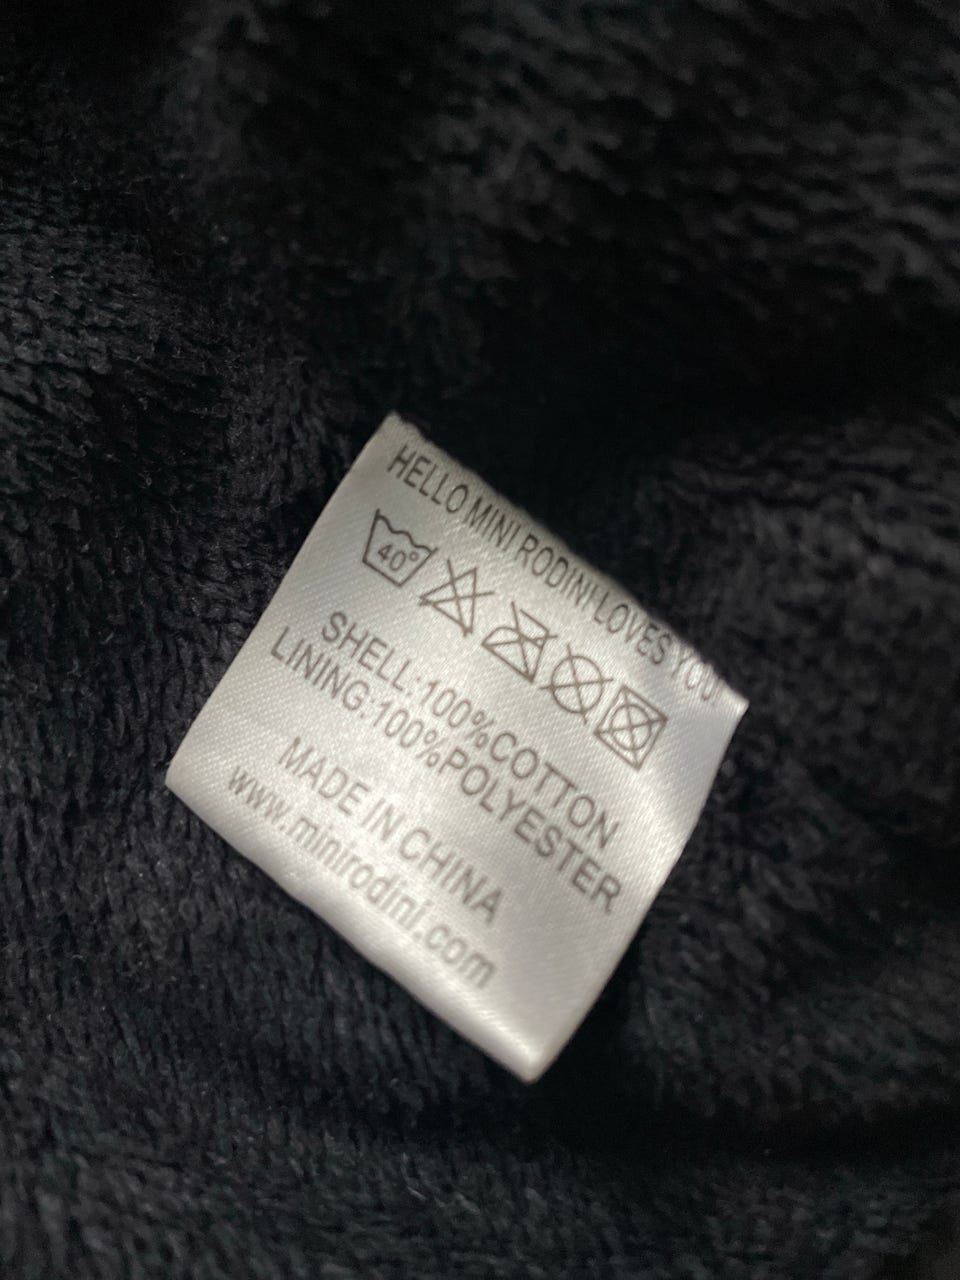 HELLO MINI RODINI LOVES YOU!
40°
SHELL:100%COTTON
LINING:100%POLYESTER
MADE IN CHINA
www.minirodini.com